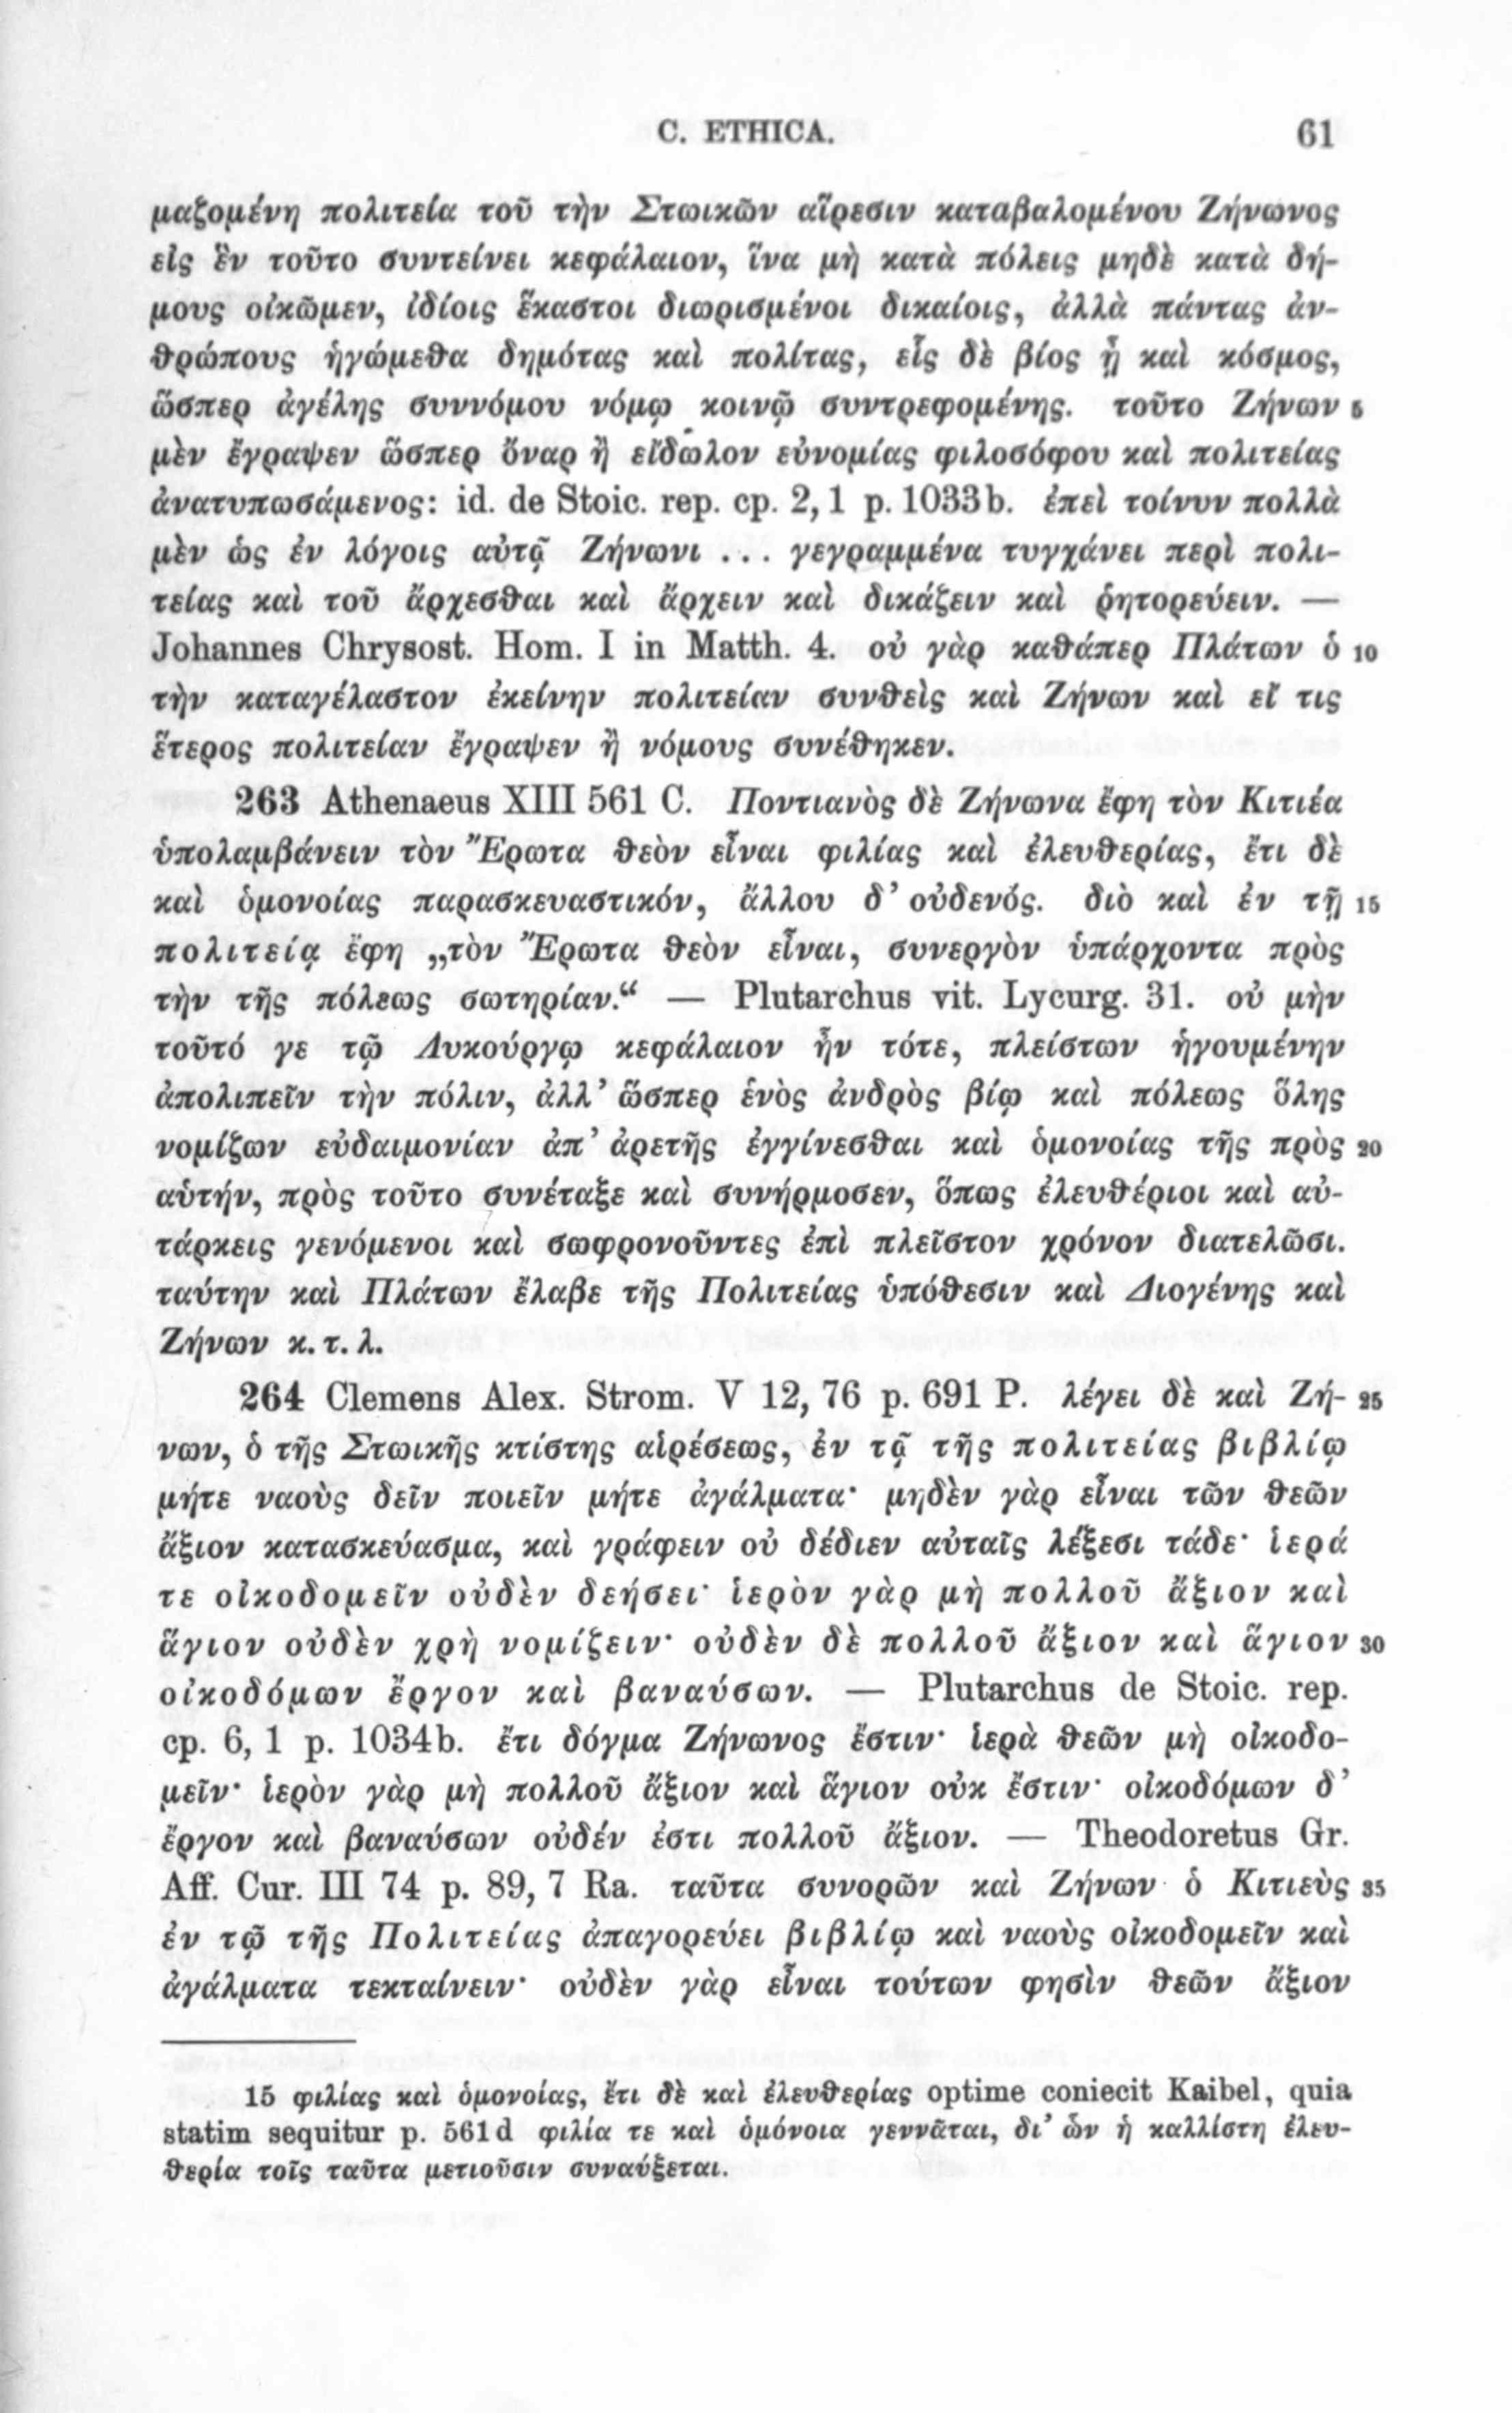 C. ETHICA. 61
μαζομένη πολιτεία τοῦ τὴν Στωικῶν αἵρεσιν καταβαλομένου Ζήνωνος
εἰς ἓν τοῦτο συντείνει κεφάλαιον, ἵνα μὴ κατὰ πόλεις μηδὲ κατὰ δή-
μους οἰκῶμεν, ἰδίοις ἕκαστοι διωρισμένοι δικαίοις, ἀλλὰ πάντας ἀν-
θρώπους ἡγώμεθα δημότας καὶ πολίτας, εἷς δὲ βίος ᾖ καὶ κόσμος,
ὥσπερ ἀγέλης συννόμου νόμῳ κοινῷ συντρεφομένης. τοῦτο Ζήνων 5
μὲν ἔγραψεν ὥσπερ ὄναρ ἢ εἴδωλον εὐνομίας φιλοσόφου καὶ πολιτείας
ἀνατυπωσάμενος: id. de Stoic. rep. cp. 2, 1 p. 1033b. ἐπεὶ τοίνυν πολλὰ
μὲν ὡς ἐν λόγοις αὐτῷ Ζήνωνι ... γεγραμμένα τυγχάνει περὶ πολι-
τείας καὶ τοῦ ἄρχεσθαι καὶ ἄρχειν καὶ δικάζειν καὶ ῥητορεύειν. —
Johannes Chrysost. Hom. I in Matth. 4. οὐ γὰρ καθάπερ Πλάτων ὁ 10
τὴν καταγέλαστον ἐκείνην πολιτείαν συνθεὶς καὶ Ζήνων καὶ εἴ τις
ἕτερος πολιτείαν ἔγραψεν ἢ νόμους συνέθηκεν.
263 Athenaeus XIII 561 C. Ποντιανὸς δὲ Ζήνωνα ἔφη τὸν Κιτιέα
ὑπολαμβάνειν τὸν Ἔρωτα θεὸν εἶναι φιλίας καὶ ἐλευθερίας, ἔτι δὲ
καὶ ὁμονοίας παρασκευαστικόν, ἄλλου δ’ οὐδενός. διὸ καὶ ἐν τῇ 15
πολιτείᾳ ἔφη „τὸν Ἔρωτα θεὸν εἶναι, συνεργὸν ὑπάρχοντα πρὸς
τὴν τῆς πόλεως σωτηρίαν.“ — Plutarchus vit. Lycurg. 31. οὐ μὴν
τοῦτό γε τῷ Λυκούργῳ κεφάλαιον ἦν τότε, πλείστων ἡγουμένην
ἀπολιπεῖν τὴν πόλιν, ἀλλ’ ὥσπερ ἑνὸς ἀνδρὸς βίῳ καὶ πόλεως ὅλης
νομίζων εὐδαιμονίαν ἀπ’ ἀρετῆς ἐγγίνεσθαι καὶ ὁμονοίας τῆς πρὸς 20
αὑτήν, πρὸς τοῦτο συνέταξε καὶ συνήρμοσεν, ὅπως ἐλευθέριοι καὶ αὐ-
τάρκεις γενόμενοι καὶ σωφρονοῦντες ἐπὶ πλεῖστον χρόνον διατελῶσι.
ταύτην καὶ Πλάτων ἔλαβε τῆς Πολιτείας ὑπόθεσιν καὶ Διογένης καὶ
Ζήνων κ. τ. λ.
264 Clemens Alex. Strom. V 12, 76 p. 691 P. λέγει δὲ καὶ Ζή- 25
νων, ὁ τῆς Στωικῆς κτίστης αἱρέσεως, ἐν τῷ τῆς πολιτείας βιβλίῳ
μήτε ναοὺς δεῖν ποιεῖν μήτε ἀγάλματα· μηδὲν γὰρ εἶναι τῶν θεῶν
ἄξιον κατασκεύασμα, καὶ γράφειν οὐ δέδιεν αὐταῖς λέξεσι τάδε· ἱερά
τε οἰκοδομεῖν οὐδὲν δεήσει· ἱερὸν γὰρ μὴ πολλοῦ ἄξιον καὶ
ἅγιον οὐδὲν χρὴ νομίζειν· οὐδὲν δὲ πολλοῦ ἄξιον καὶ ἅγιον 30
οἰκοδόμων ἔργον καὶ βαναύσων. — Plutarchus de Stoic. rep.
cp. 6, 1 p. 1034b. ἔτι δόγμα Ζήνωνος ἔστιν· ἱερὰ θεῶν μὴ οἰκοδο-
μεῖν· ἱερὸν γὰρ μὴ πολλοῦ ἄξιον καὶ ἅγιον οὐκ ἔστιν· οἰκοδόμων δ’
ἔργον καὶ βαναύσων οὐδέν ἐστι πολλοῦ ἄξιον. — Theodoretus Gr.
Aff. Cur. III 74 p. 89, 7 Ra. ταῦτα συνορῶν καὶ Ζήνων ὁ Κιτιεὺς 35
ἐν τῷ τῆς Πολιτείας ἀπαγορεύει βιβλίῳ καὶ ναοὺς οἰκοδομεῖν καὶ
ἀγάλματα τεκταίνειν· οὐδὲν γὰρ εἶναι τούτων φησὶν θεῶν ἄξιον
15 φιλίας καὶ ὁμονοίας, ἔτι δὲ καὶ ἐλευθερίας optime coniecit Kaibel, quia
statim sequitur p. 561d φιλία τε καὶ ὁμόνοια γεννᾶται, δι’ ὧν ἡ καλλίστη ἐλευ-
θερία τοῖς ταῦτα μετιοῦσιν συναύξεται.